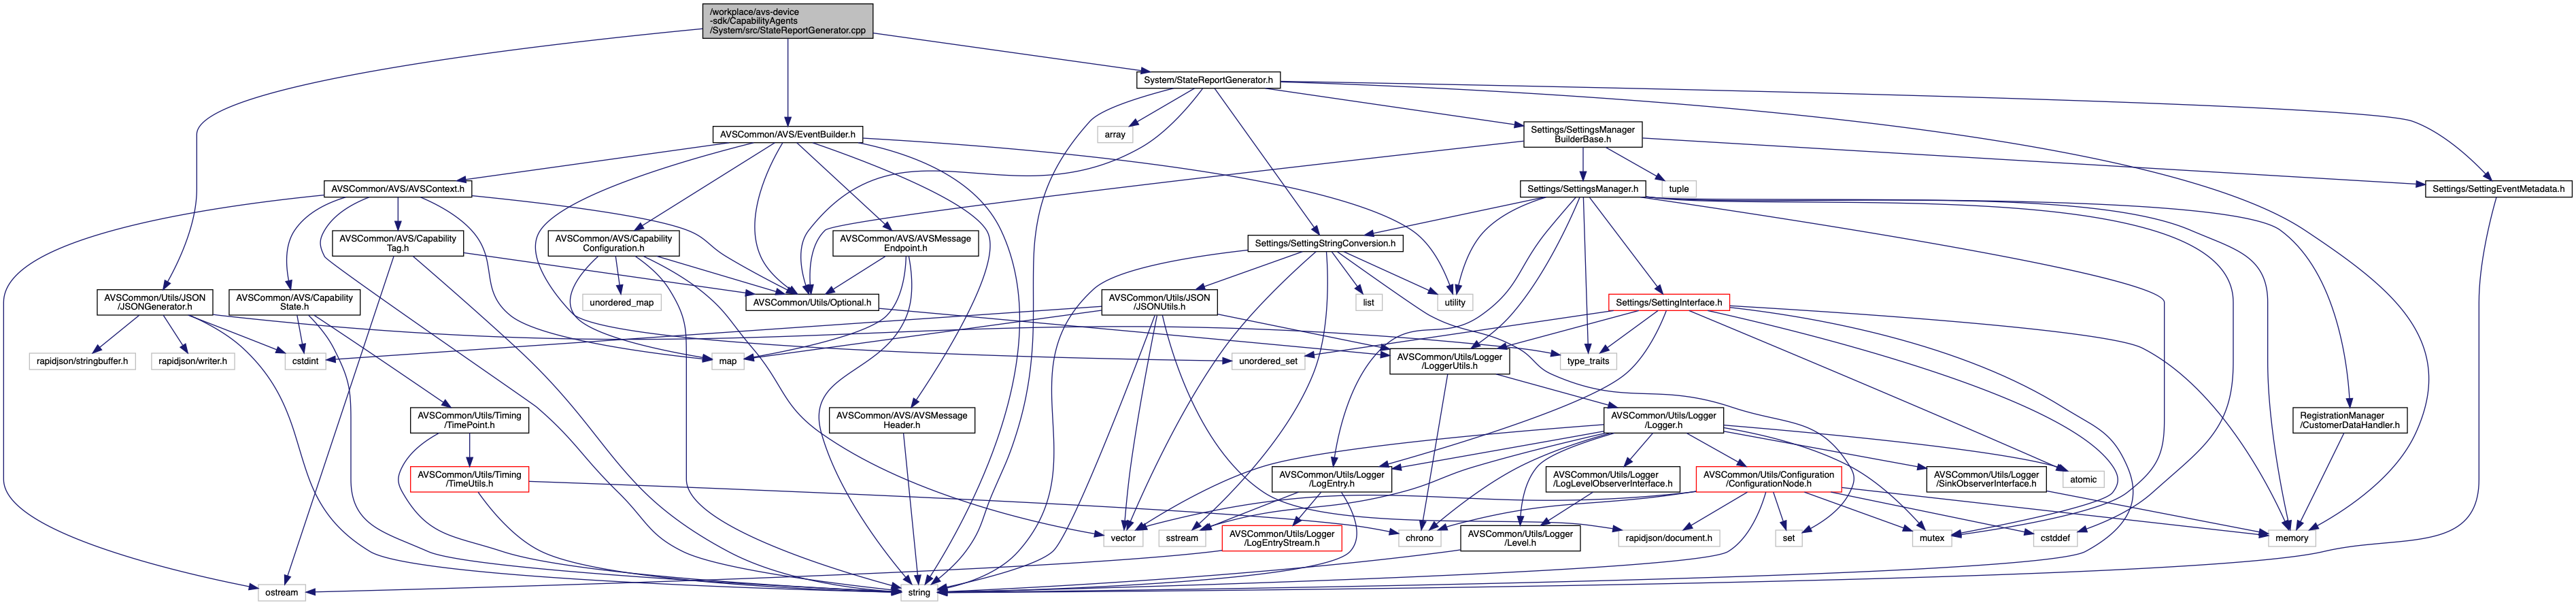 /workplace/avs-device
-sdk/CapabilityAgents
/System/src/StateReportGenerator.cpp
System/StateReportGenerator.h
AVSCommon/AVS/EventBuilder.h
array
Settings/SettingsManager
BuilderBase.h
AVSCommon/AVS/AVSContext.h
Settings/SettingsManager.h
tuple
Settings/SettingEventMetadata.h
AVSCommon/AVS/Capability
Tag.h
AVSCommon/AVS/Capability
Configuration.h
AVSCommon/AVS/AVSMessage
Endpoint.h
Settings/SettingStringConversion.h
AVSCommon/Utils/JSON
/JSONGenerator.h
AVSCommon/AVS/Capability
State.h
unordered_map
AVSCommon/Utils/Optional.h
AVSCommon/Utils/JSON
/JSONUtils.h
list
utility
Settings/SettingInterface.h
rapidjson/stringbuffer.h
rapidjson/writer.h
cstdint
map
unordered_set
AVSCommon/Utils/Logger
/LoggerUtils.h
type_traits
AVSCommon/Utils/Timing
/TimePoint.h
AVSCommon/AVS/AVSMessage
Header.h
AVSCommon/Utils/Logger
/Logger.h
RegistrationManager
/CustomerDataHandler.h
AVSCommon/Utils/Timing
/TimeUtils.h
AVSCommon/Utils/Logger
/LogEntry.h
AVSCommon/Utils/Logger
/LogLevelObserverInterface.h
AVSCommon/Utils/Configuration
/ConfigurationNode.h
AVSCommon/Utils/Logger
/SinkObserverInterface.h
atomic
vector
sstream
AVSCommon/Utils/Logger
/LogEntryStream.h
chrono
AVSCommon/Utils/Logger
/Level.h
rapidjson/document.h
set
mutex
cstddef
memory
ostream
string